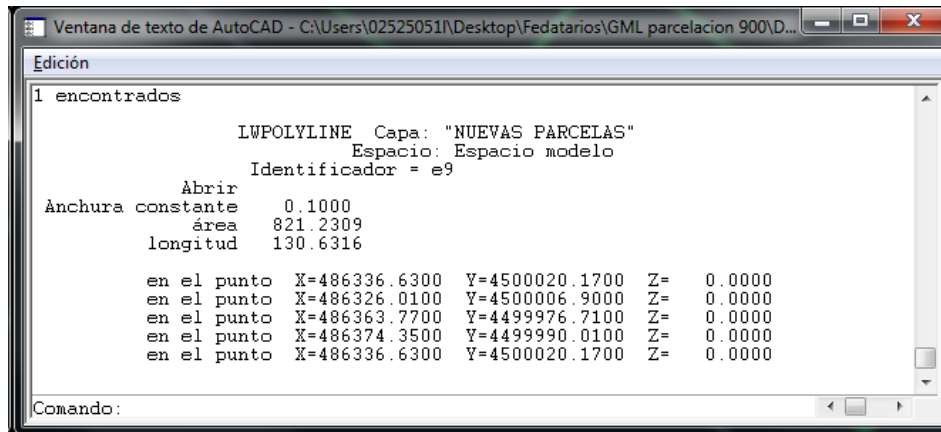 Ventana de texto de AutoCAD - C:\Users\02525051l\Desktop\Fedatarios\GML parcelacion 900\D...
Edición
1 encontrados
LWPOLYLINE Capa: "NUEVAS PARCELAS"
Espacio: Espacio modelo
Identificador = e9
Abrir
Anchura constante 0.1000
área 821.2309
longitud 130.6316
en el punto X=486336.6300 Y=4500020.1700 Z= 0.0000
en el punto X=486326.0100 Y=4500006.9000 Z= 0.0000
en el punto X=486363.7700 Y=4499976.7100 Z= 0.0000
en el punto X=486374.3500 Y=4499990.0100 Z= 0.0000
en el punto X=486336.6300 Y=4500020.1700 Z= 0.0000
Comando: